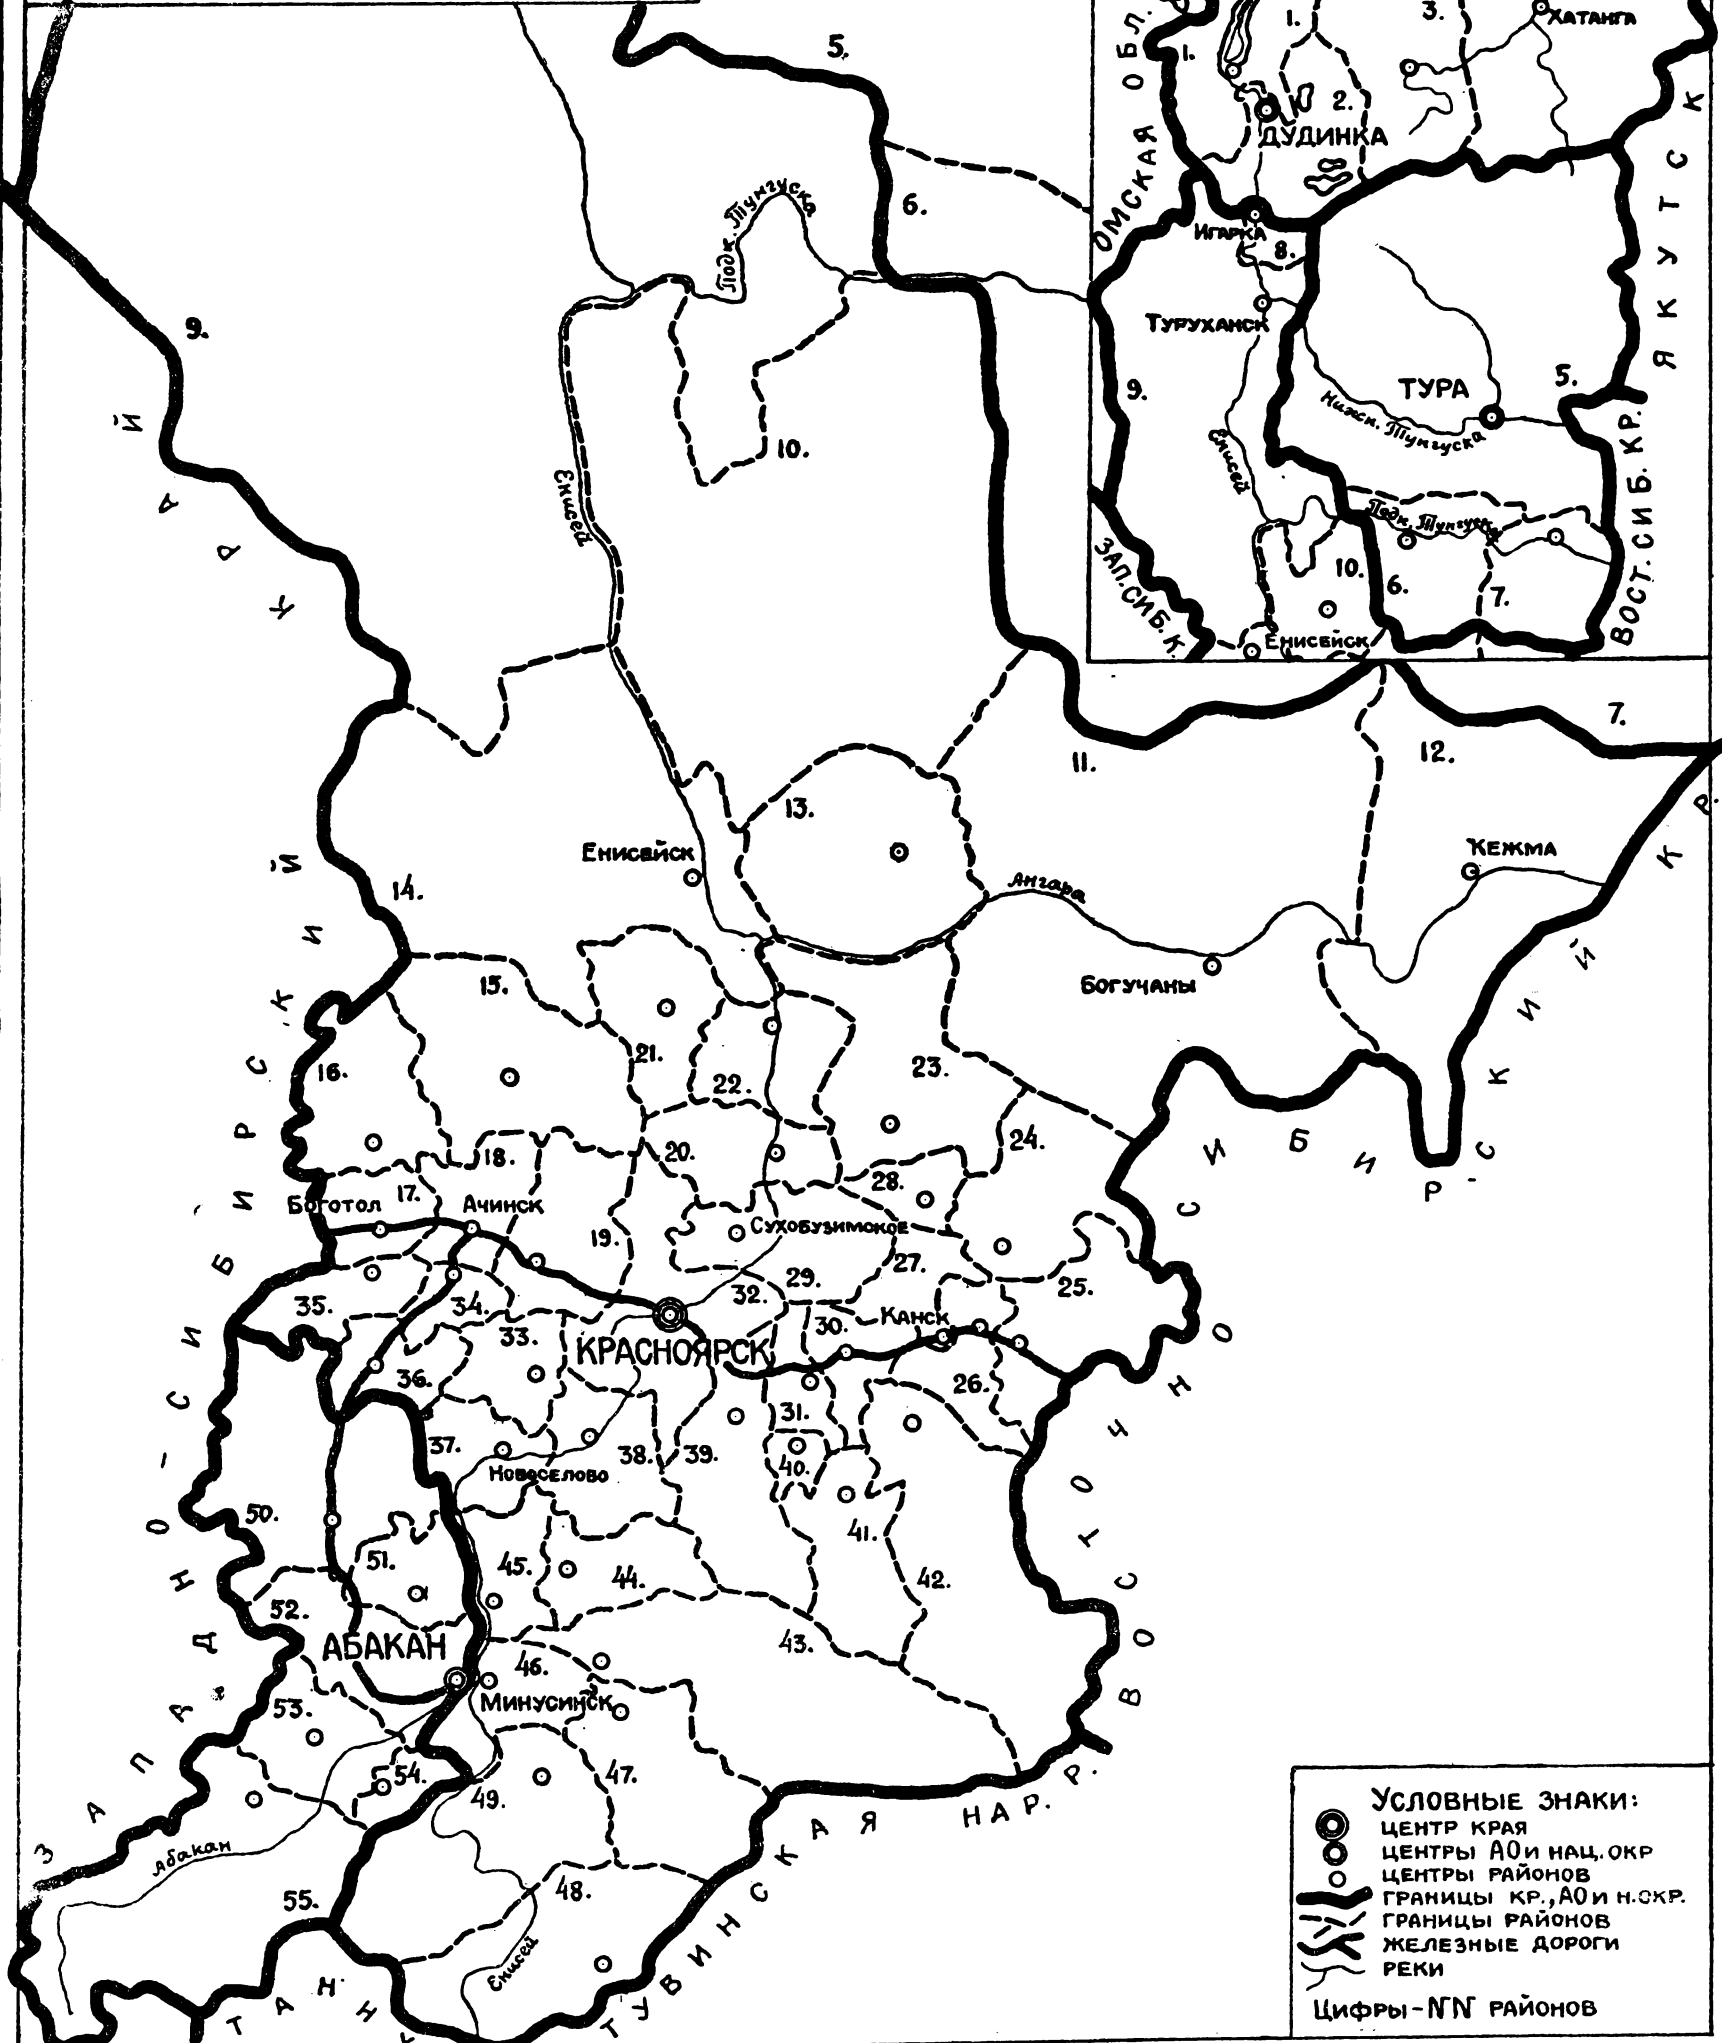 5.
6.
9.
10.
11.
12.
7.
13.
14.
15.
16.
17.
18.
19.
20.
21.
22.
23.
24.
25.
26.
27.
28.
29.
30.
31.
32.
33.
34.
35.
36.
37.
38.
39.
40.
41.
42.
43.
44.
45.
46.
47.
48.
49.
50.
51.
52.
53.
54.
55.
Подк. Тунгуска
Енисей
Ангара
Енисейск
Кежма
Богучаны
Боготол
Ачинск
Сухобузимское
Канск
КРАСНОЯРСК
Новоселово
АБАКАН
Минусинск
Абакан
Енисей
ЗАПАДНО-СИБИРСКИЙ КРАЙ
ВОСТОЧНО-СИБИРСКИЙ КР.
ТАННУ-ТУВИНСКАЯ НАР. Р.
ОМСКАЯ ОБЛ.
1.
1.
2.
3.
Хатанга
ДУДИНКА
Игарка
8.
Туруханск
ТУРА
5.
9.
Нижн. Тунгуска
Енисей
Подк. Тунгуска
10.
6.
7.
Енисейск
ЗАП. СИБ. К.
ВОСТ. СИБ. КР.
ЯКУТСК
Условные знаки:
центр края
центры АО и нац. окр
центры районов
границы кр., АО и н.окр.
границы районов
железные дороги
реки
Цифры-NN районов